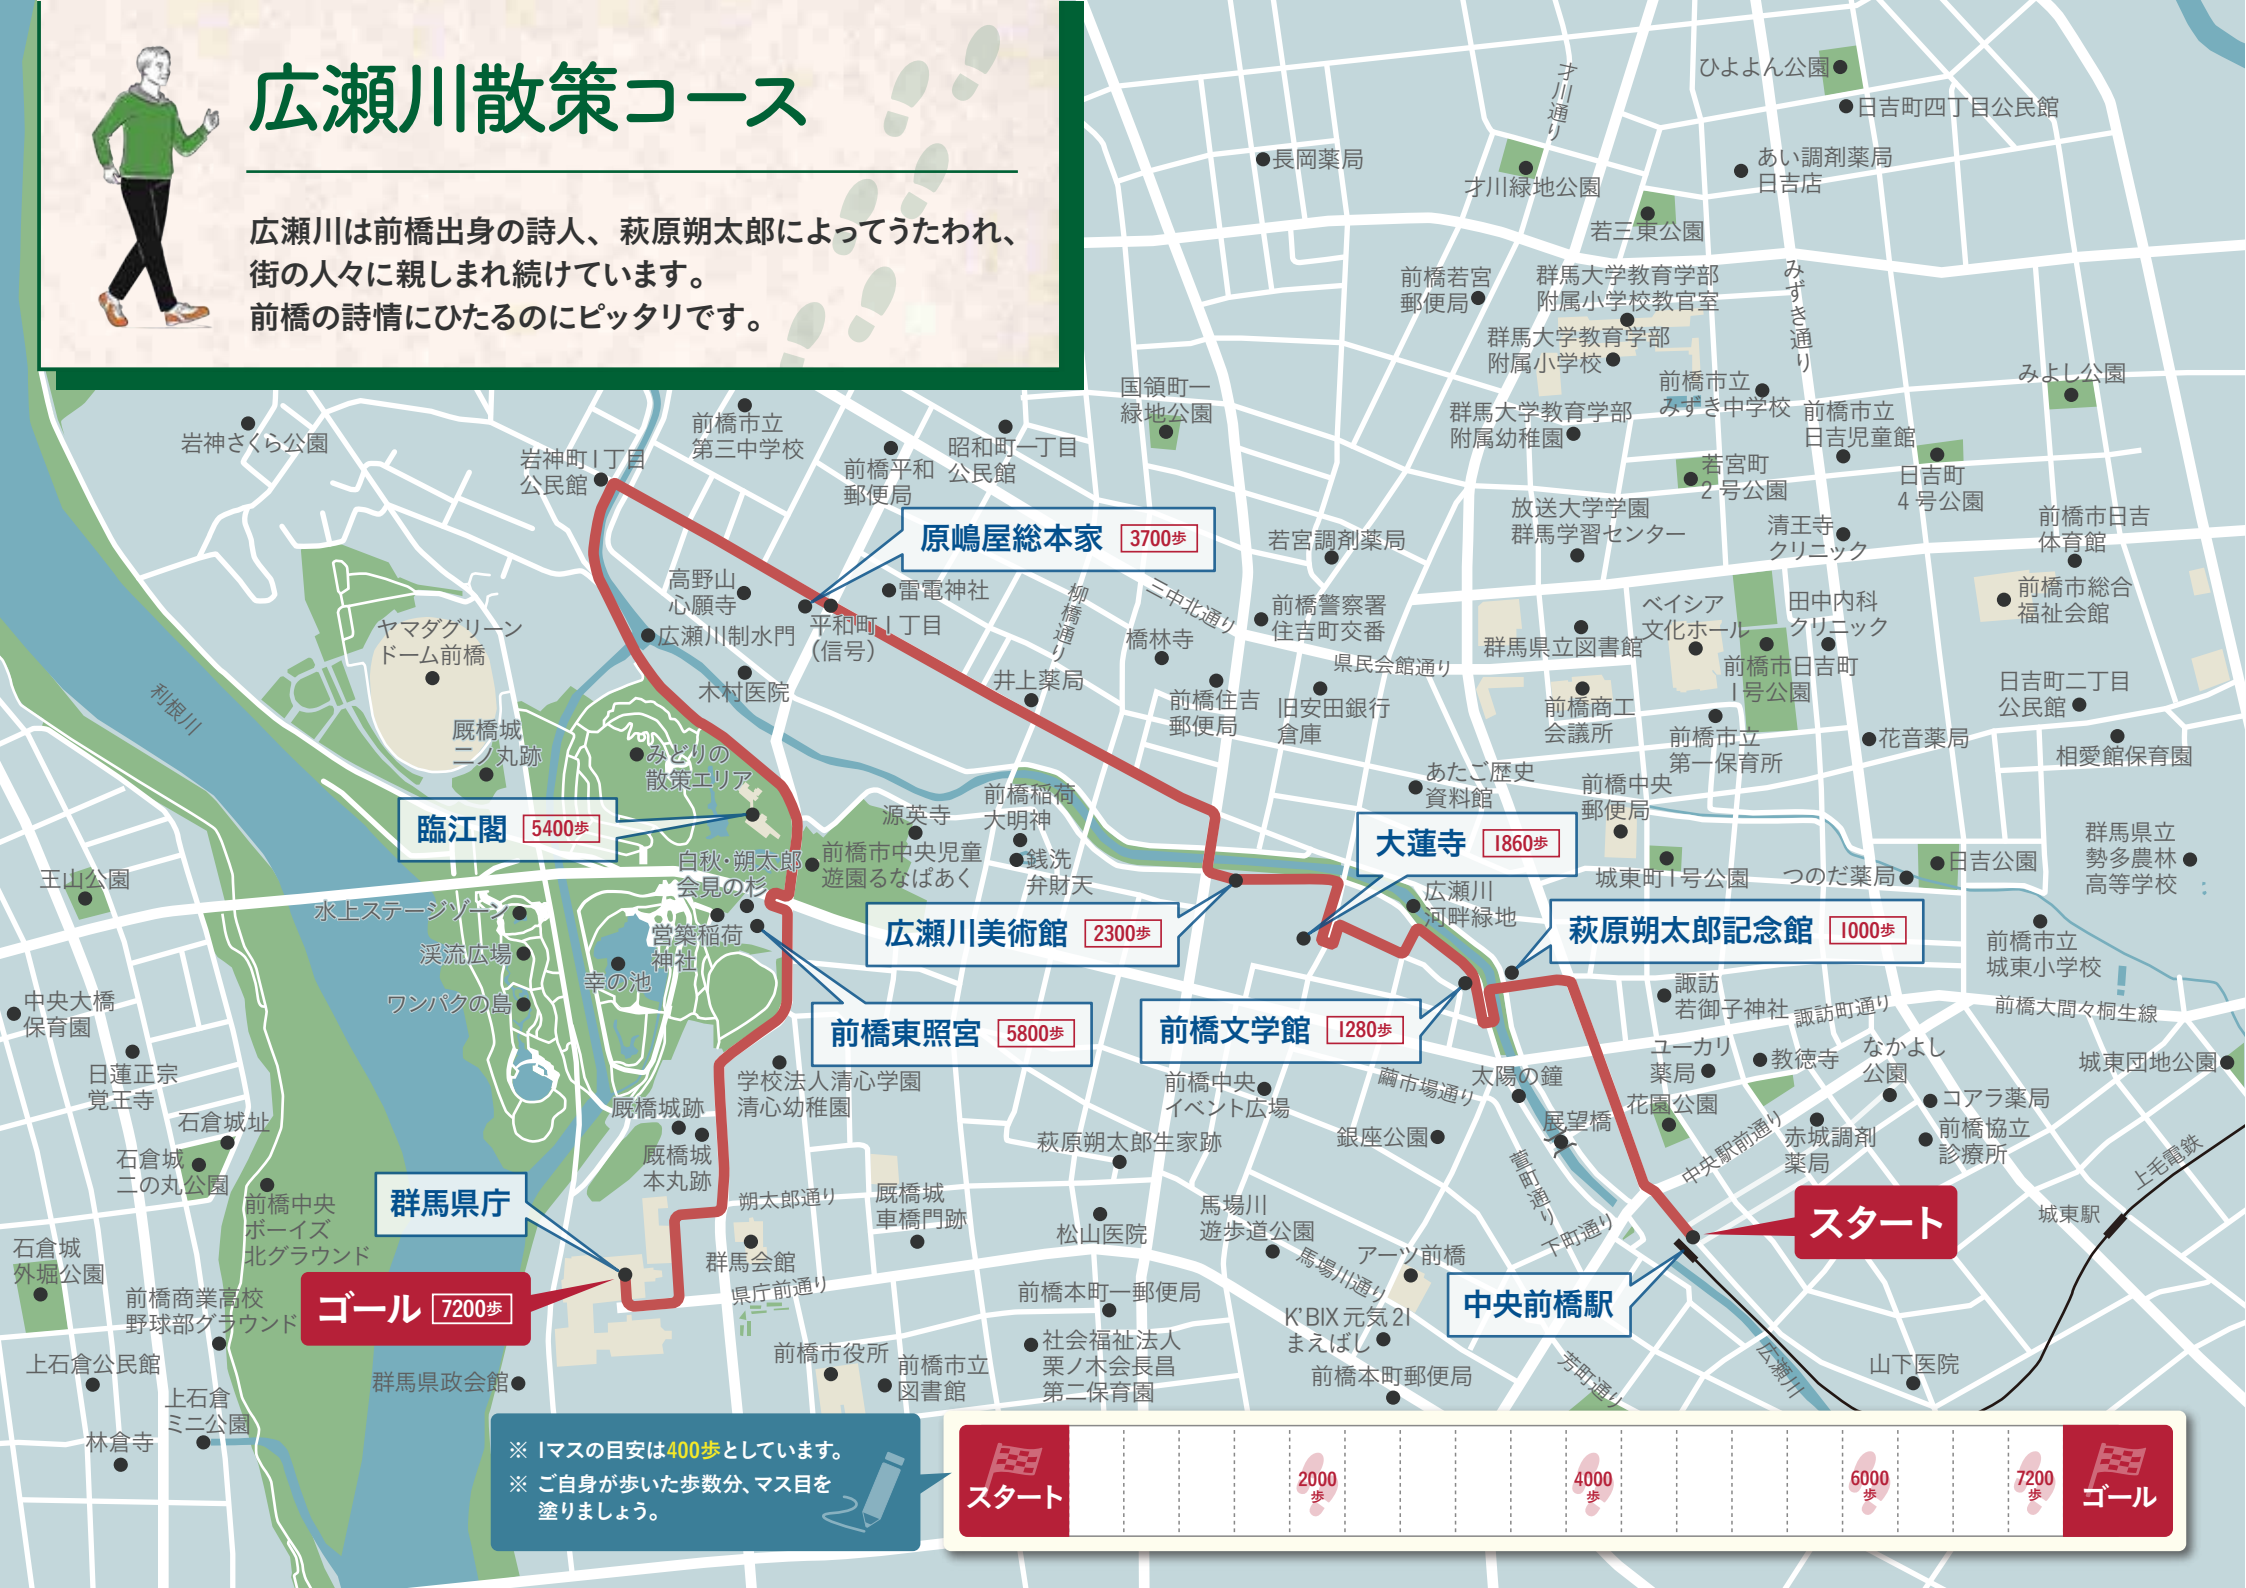 広瀬川散策コース
広瀬川は前橋出身の詩人、萩原朔太郎によってうたわれ、
街の人々に親しまれ続けています。
前橋の詩情にひたるのにピッタリです。
ひよよん公園
日吉町四丁目公民館
才川通り
長岡薬局
あい調剤薬局
日吉店
才川緑地公園
若三東公園
前橋若宮
郵便局
群馬大学教育学部
附属小学校教官室
みずき通り
群馬大学教育学部
附属小学校
前橋市立
みずき中学校
みよし公園
国領町一
緑地公園
群馬大学教育学部
附属幼稚園
前橋市立
日吉児童館
岩神さくら公園
岩神町1丁目
公民館
前橋市立
第三中学校
前橋平和
郵便局
昭和町一丁目
公民館
若宮町
2号公園
日吉町
4号公園
放送大学学園
群馬学習センター
清王寺
クリニック
前橋市日吉
体育館
原嶋屋総本家 3700歩
若宮調剤薬局
高野山
心願寺
雷電神社
柳橋通り
三中北通り
前橋警察署
住吉町交番
ベイシア
文化ホール
田中内科
クリニック
前橋市総合
福祉会館
ヤマダグリーン
ドーム前橋
広瀬川制水門
平和町1丁目
(信号)
橋林寺
県民会館通り
群馬県立図書館
前橋市日吉町
1号公園
木村医院
井上薬局
前橋住吉
郵便局
旧安田銀行
倉庫
前橋商工
会議所
日吉町二丁目
公民館
利根川
厩橋城
二ノ丸跡
みどりの
散策エリア
前橋市立
第一保育所
花音薬局
相愛館保育園
あたご歴史
資料館
前橋中央
郵便局
臨江閣 5400歩
源英寺
前橋稲荷
大明神
大蓮寺 1860歩
群馬県立
勢多農林
高等学校
白秋・朔太郎
会見の杉
前橋市中央児童
遊園るなぱあく
銭洗
弁財天
城東町1号公園
つのだ薬局
日吉公園
王山公園
水上ステージゾーン
広瀬川
河畔緑地
広瀬川美術館 2300歩
萩原朔太郎記念館 1000歩
営築稲荷
神社
渓流広場
幸の池
前橋市立
城東小学校
ワンパクの島
中央大橋
保育園
諏訪
若御子神社
諏訪町通り
前橋大間々桐生線
前橋東照宮 5800歩
前橋文学館 1280歩
日蓮正宗
覚王寺
学校法人清心学園
清心幼稚園
前橋中央
イベント広場
繭市場通り
太陽の鐘
ユーカリ
薬局
教徳寺
なかよし
公園
城東団地公園
石倉城址
厩橋城跡
展望橋
花園公園
コアラ薬局
石倉城
二の丸公園
厩橋城
本丸跡
萩原朔太郎生家跡
銀座公園
中央駅前通り
赤城調剤
薬局
前橋協立
診療所
上毛電鉄
群馬県庁
前橋中央
ボーイズ
北グラウンド
朔太郎通り
厩橋城
車橋門跡
松山医院
馬場川
遊歩道公園
萱町通り
下町通り
スタート
城東駅
石倉城
外堀公園
群馬会館
県庁前通り
馬場川通り
アーツ前橋
中央前橋駅
ゴール 7200歩
前橋商業高校
野球部グラウンド
前橋本町一郵便局
K'BIX元気21
まえばし
上石倉公民館
群馬県政会館
前橋市役所
前橋市立
図書館
社会福祉法人
栗ノ木会長昌
第二保育園
前橋本町郵便局
芳町通り
広瀬川
山下医院
上石倉
ミニ公園
林倉寺
※ 1マスの目安は400歩としています。
※ ご自身が歩いた歩数分、マス目を
塗りましょう。
スタート
2000
歩
4000
歩
6000
歩
7200
歩
ゴール